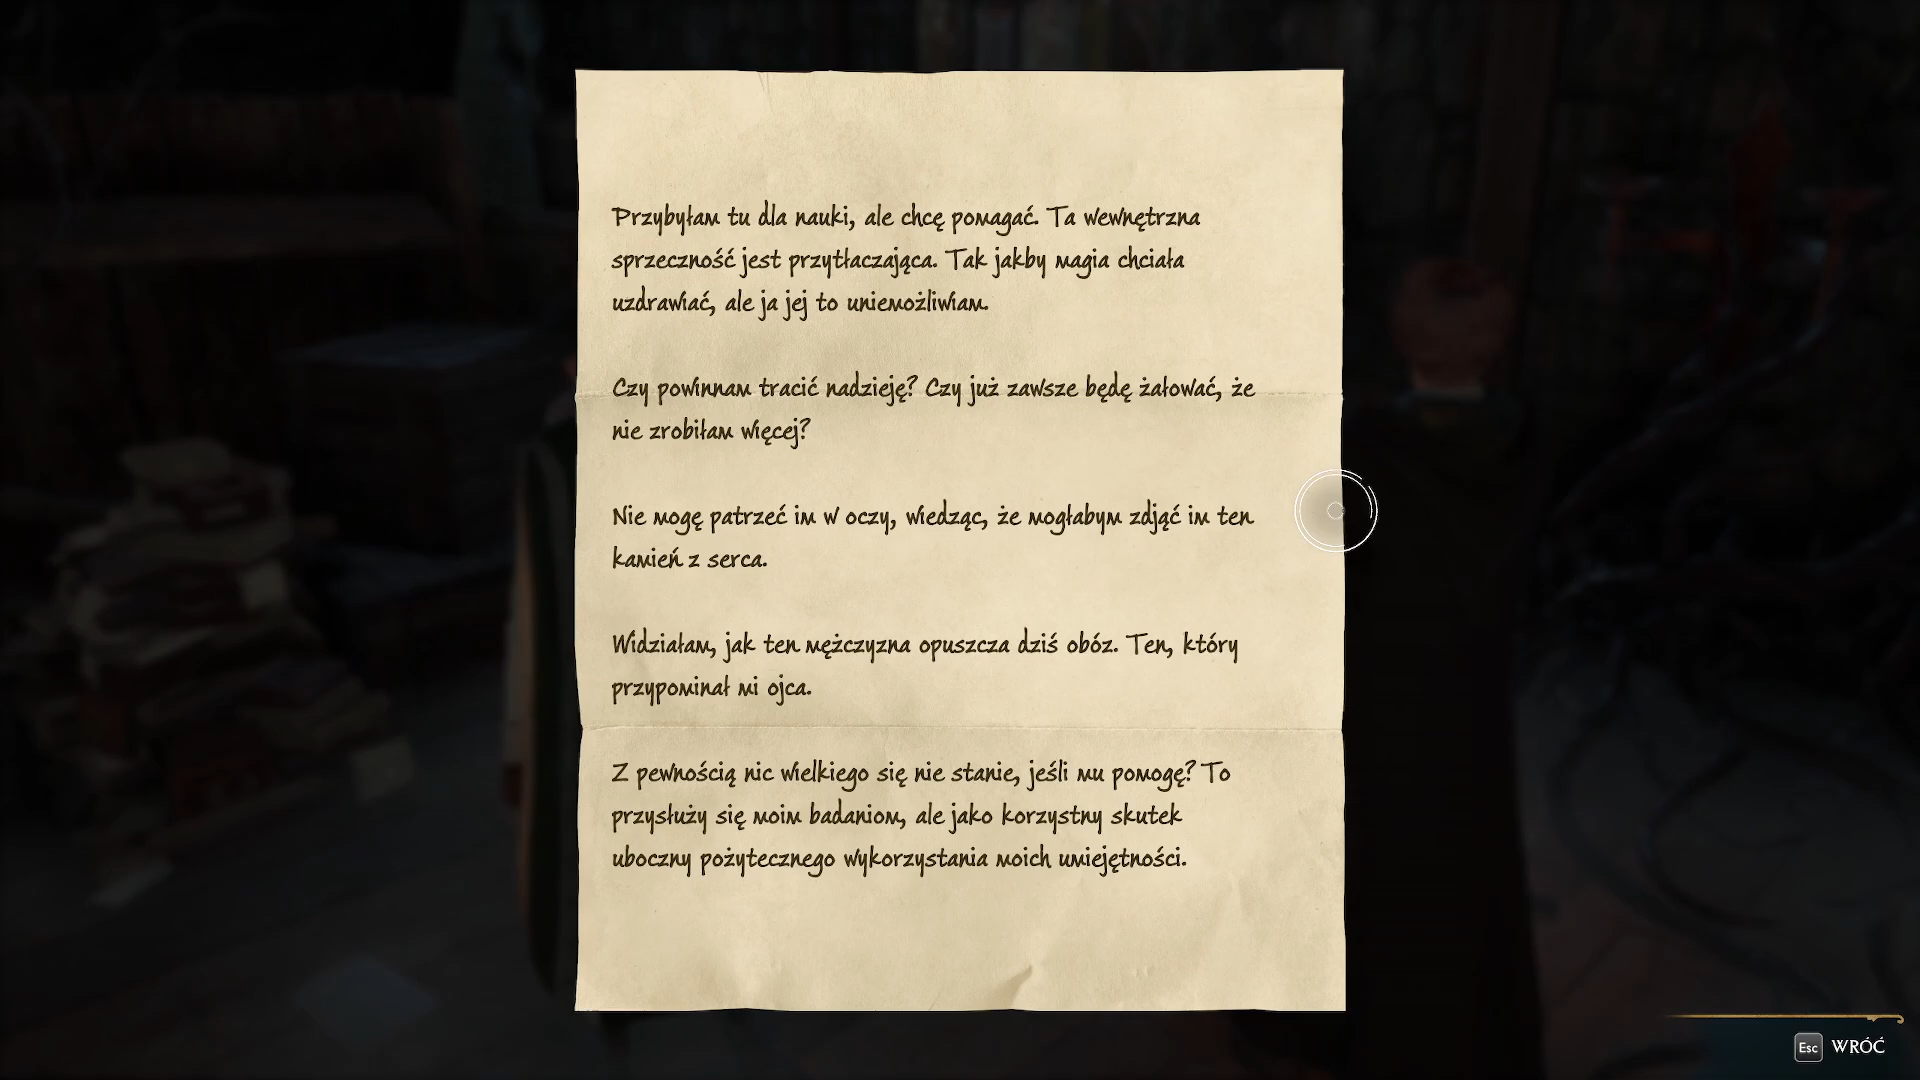 Przybyłam tu dla nauki, ale chcę pomagać. Ta wewnętrzna
sprzeczność jest przytłaczająca. Tak jakby magia chciała
uzdrawiać, ale ja jej to uniemożliwiam.
Czy powinnam tracić nadzieję? Czy już zawsze będę żałować, że
nie zrobiłam więcej?
Nie mogę patrzeć im w oczy, wiedząc, że mogłabym zdjąć im ten
kamień z serca.
Widziałam, jak ten mężczyzna opuszcza dziś obóz. Ten, który
przypominał mi ojca.
Z pewnością nic wielkiego się nie stanie, jeśli mu pomogę? To
przysłuży się moim badaniom, ale jako korzystny skutek
uboczny pożytecznego wykorzystania moich umiejętności.
Esc WRÓĆ